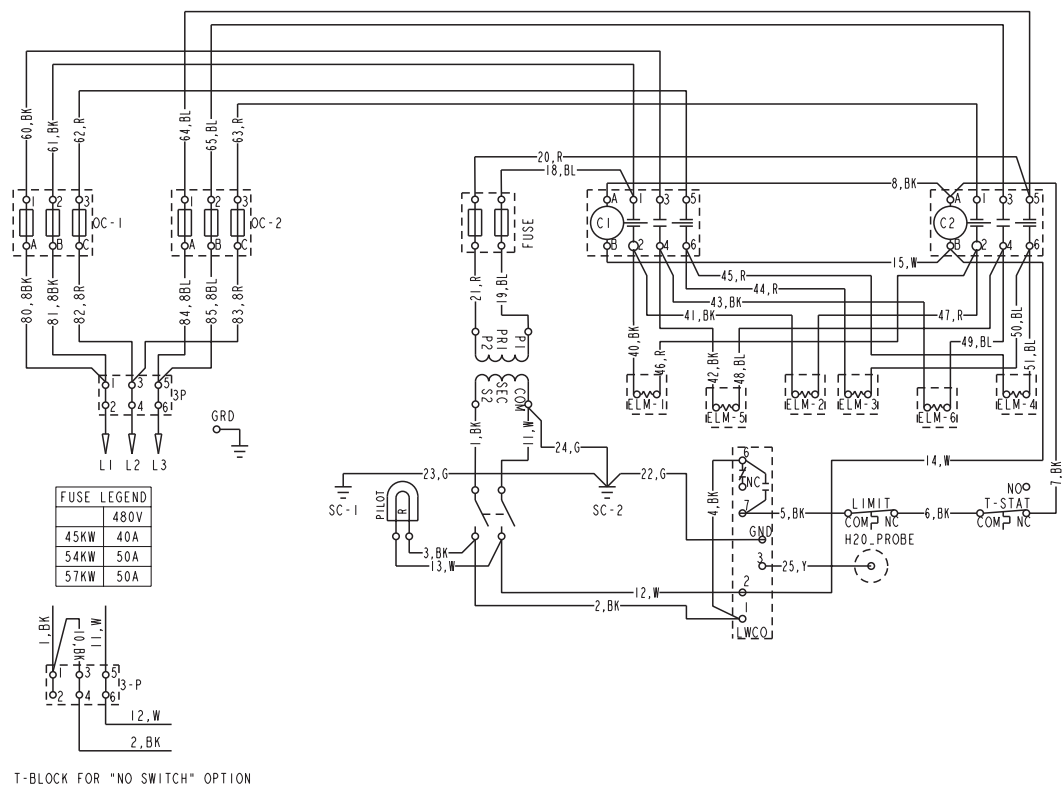 60,BK
61,BK
62,R
64,BL
65,BL
63,R
20,R
18,BL
8,BK
1 2 3
OC-1
A B C
1 2 3
OC-2
A B C
FUSE
A 1 3 5
C1
B 2 4 6
A 1 3 5
C2
B 2 4 6
15,W
80,8BK
81,8BK
82,8R
84,8BL
85,8BL
83,8R
21,R
19,BL
45,R
44,R
43,BK
41,BK
47,R
40,BK
46,R
42,BK
48,BL
49,BL
50,BL
51,BL
P2 PRI P1
S2 SEC COM
1 3 5
3P
2 4 6
L1 L2 L3
GRD
ELM-1
ELM-5
ELM-2
ELM-3
ELM-6
ELM-4
1,BK
11,W
24,G
23,G
22,G
14,W
7,BK
SC-1
SC-2
PILOT
R
3,BK
13,W
4,BK
6
NC
7
5,BK
LIMIT
COM NC
6,BK
NO
T-STAT
COM NC
GND
H2O_PROBE
3
25,Y
2
12,W
2,BK
1
LWCO
FUSE LEGEND
480V
45KW 40A
54KW 50A
57KW 50A
1,BK
10,BK
11,W
1 3 5
3-P
2 4 6
12,W
2,BK
T-BLOCK FOR "NO SWITCH" OPTION